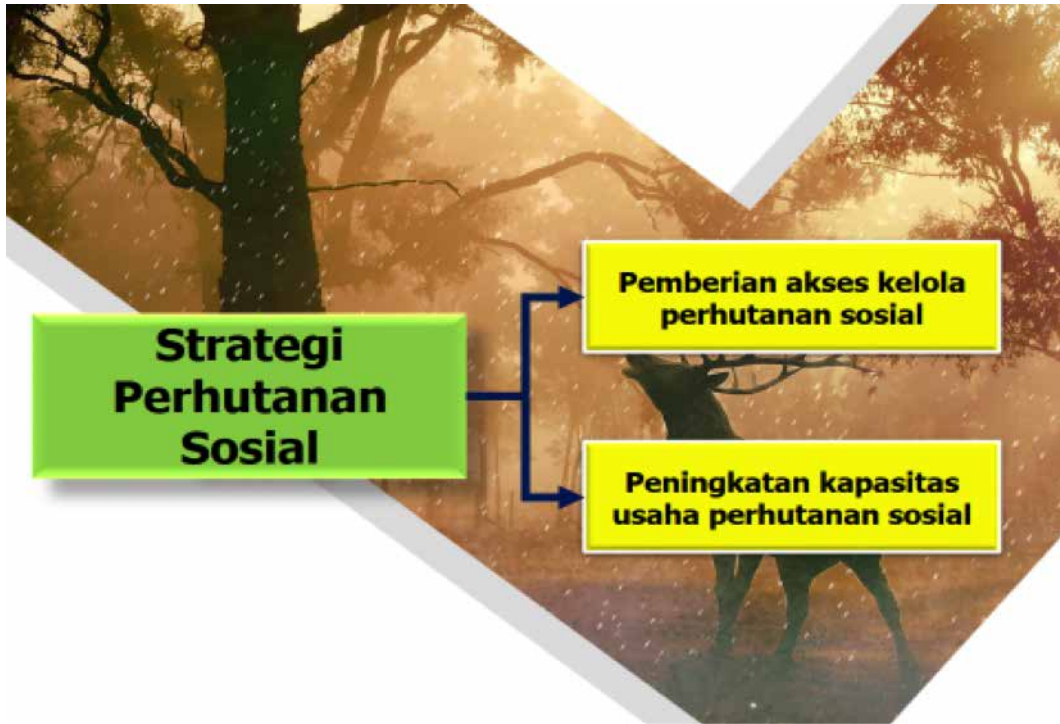 Strategi
Perhutanan
Sosial
Pemberian akses kelola
perhutanan sosial
Peningkatan kapasitas
usaha perhutanan sosial